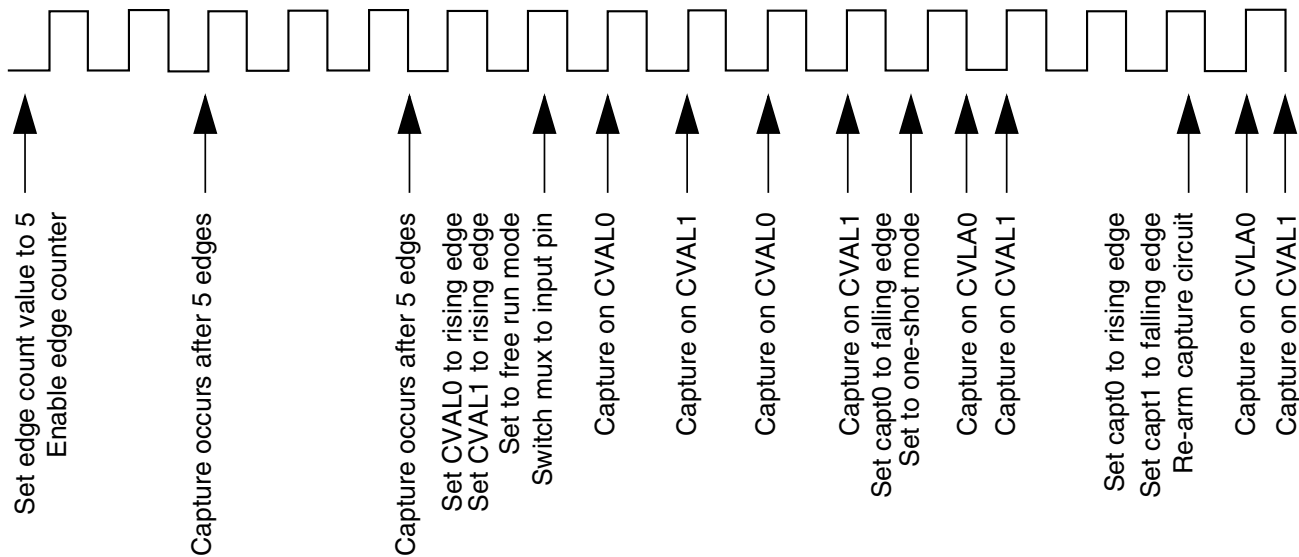 Set edge count value to 5
Enable edge counter
Capture occurs after 5 edges
Capture occurs after 5 edges
Set CVAL0 to rising edge
Set CVAL1 to rising edge
Set to free run mode
Switch mux to input pin
Capture on CVAL0
Capture on CVAL1
Capture on CVAL0
Capture on CVAL1
Set capt0 to falling edge
Set to one-shot mode
Capture on CVLA0
Capture on CVAL1
Set capt0 to rising edge
Set capt1 to falling edge
Re-arm capture circuit
Capture on CVLA0
Capture on CVAL1